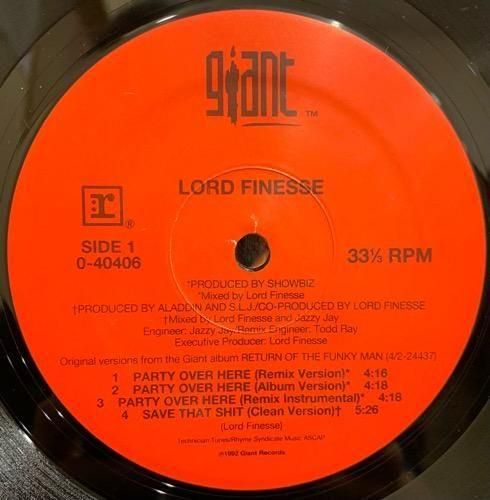 giant ™
LORD FINESSE
r ®
SIDE 1
0-40406
33⅓ RPM
*PRODUCED BY SHOWBIZ
*Mixed by Lord Finesse
†PRODUCED BY ALADDIN AND S.L.J./CO-PRODUCED BY LORD FINESSE
†Mixed by Lord Finesse and Jazzy Jay
Engineer: Jazzy Jay/Remix Engineer: Todd Ray
Executive Producer: Lord Finesse
Original versions from the Giant album RETURN OF THE FUNKY MAN (4/2-24437)
1 PARTY OVER HERE (Remix Version)* 4:16
2 PARTY OVER HERE (Album Version)* 4:18
3 PARTY OVER HERE (Remix Instrumental)* 4:18
4 SAVE THAT SHIT (Clean Version)† 5:26
(Lord Finesse)
Technician Tunes/Rhyme Syndicate Music ASCAP
℗1992 Giant Records